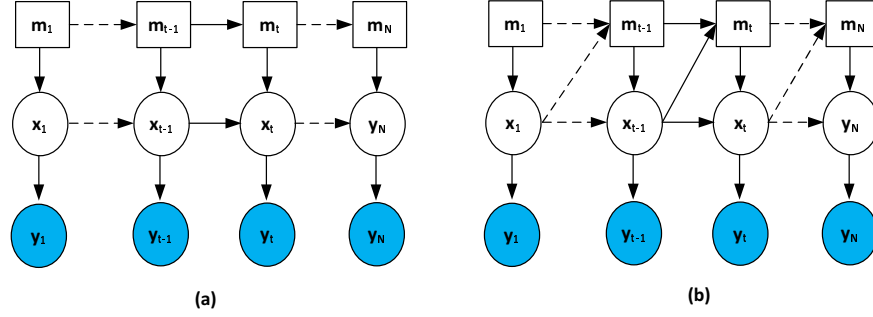 m1 mt-1 mt mN
x1 xt-1 xt yN
y1 yt-1 yt yN
(a)
m1 mt-1 mt mN
x1 xt-1 xt yN
y1 yt-1 yt yN
(b)